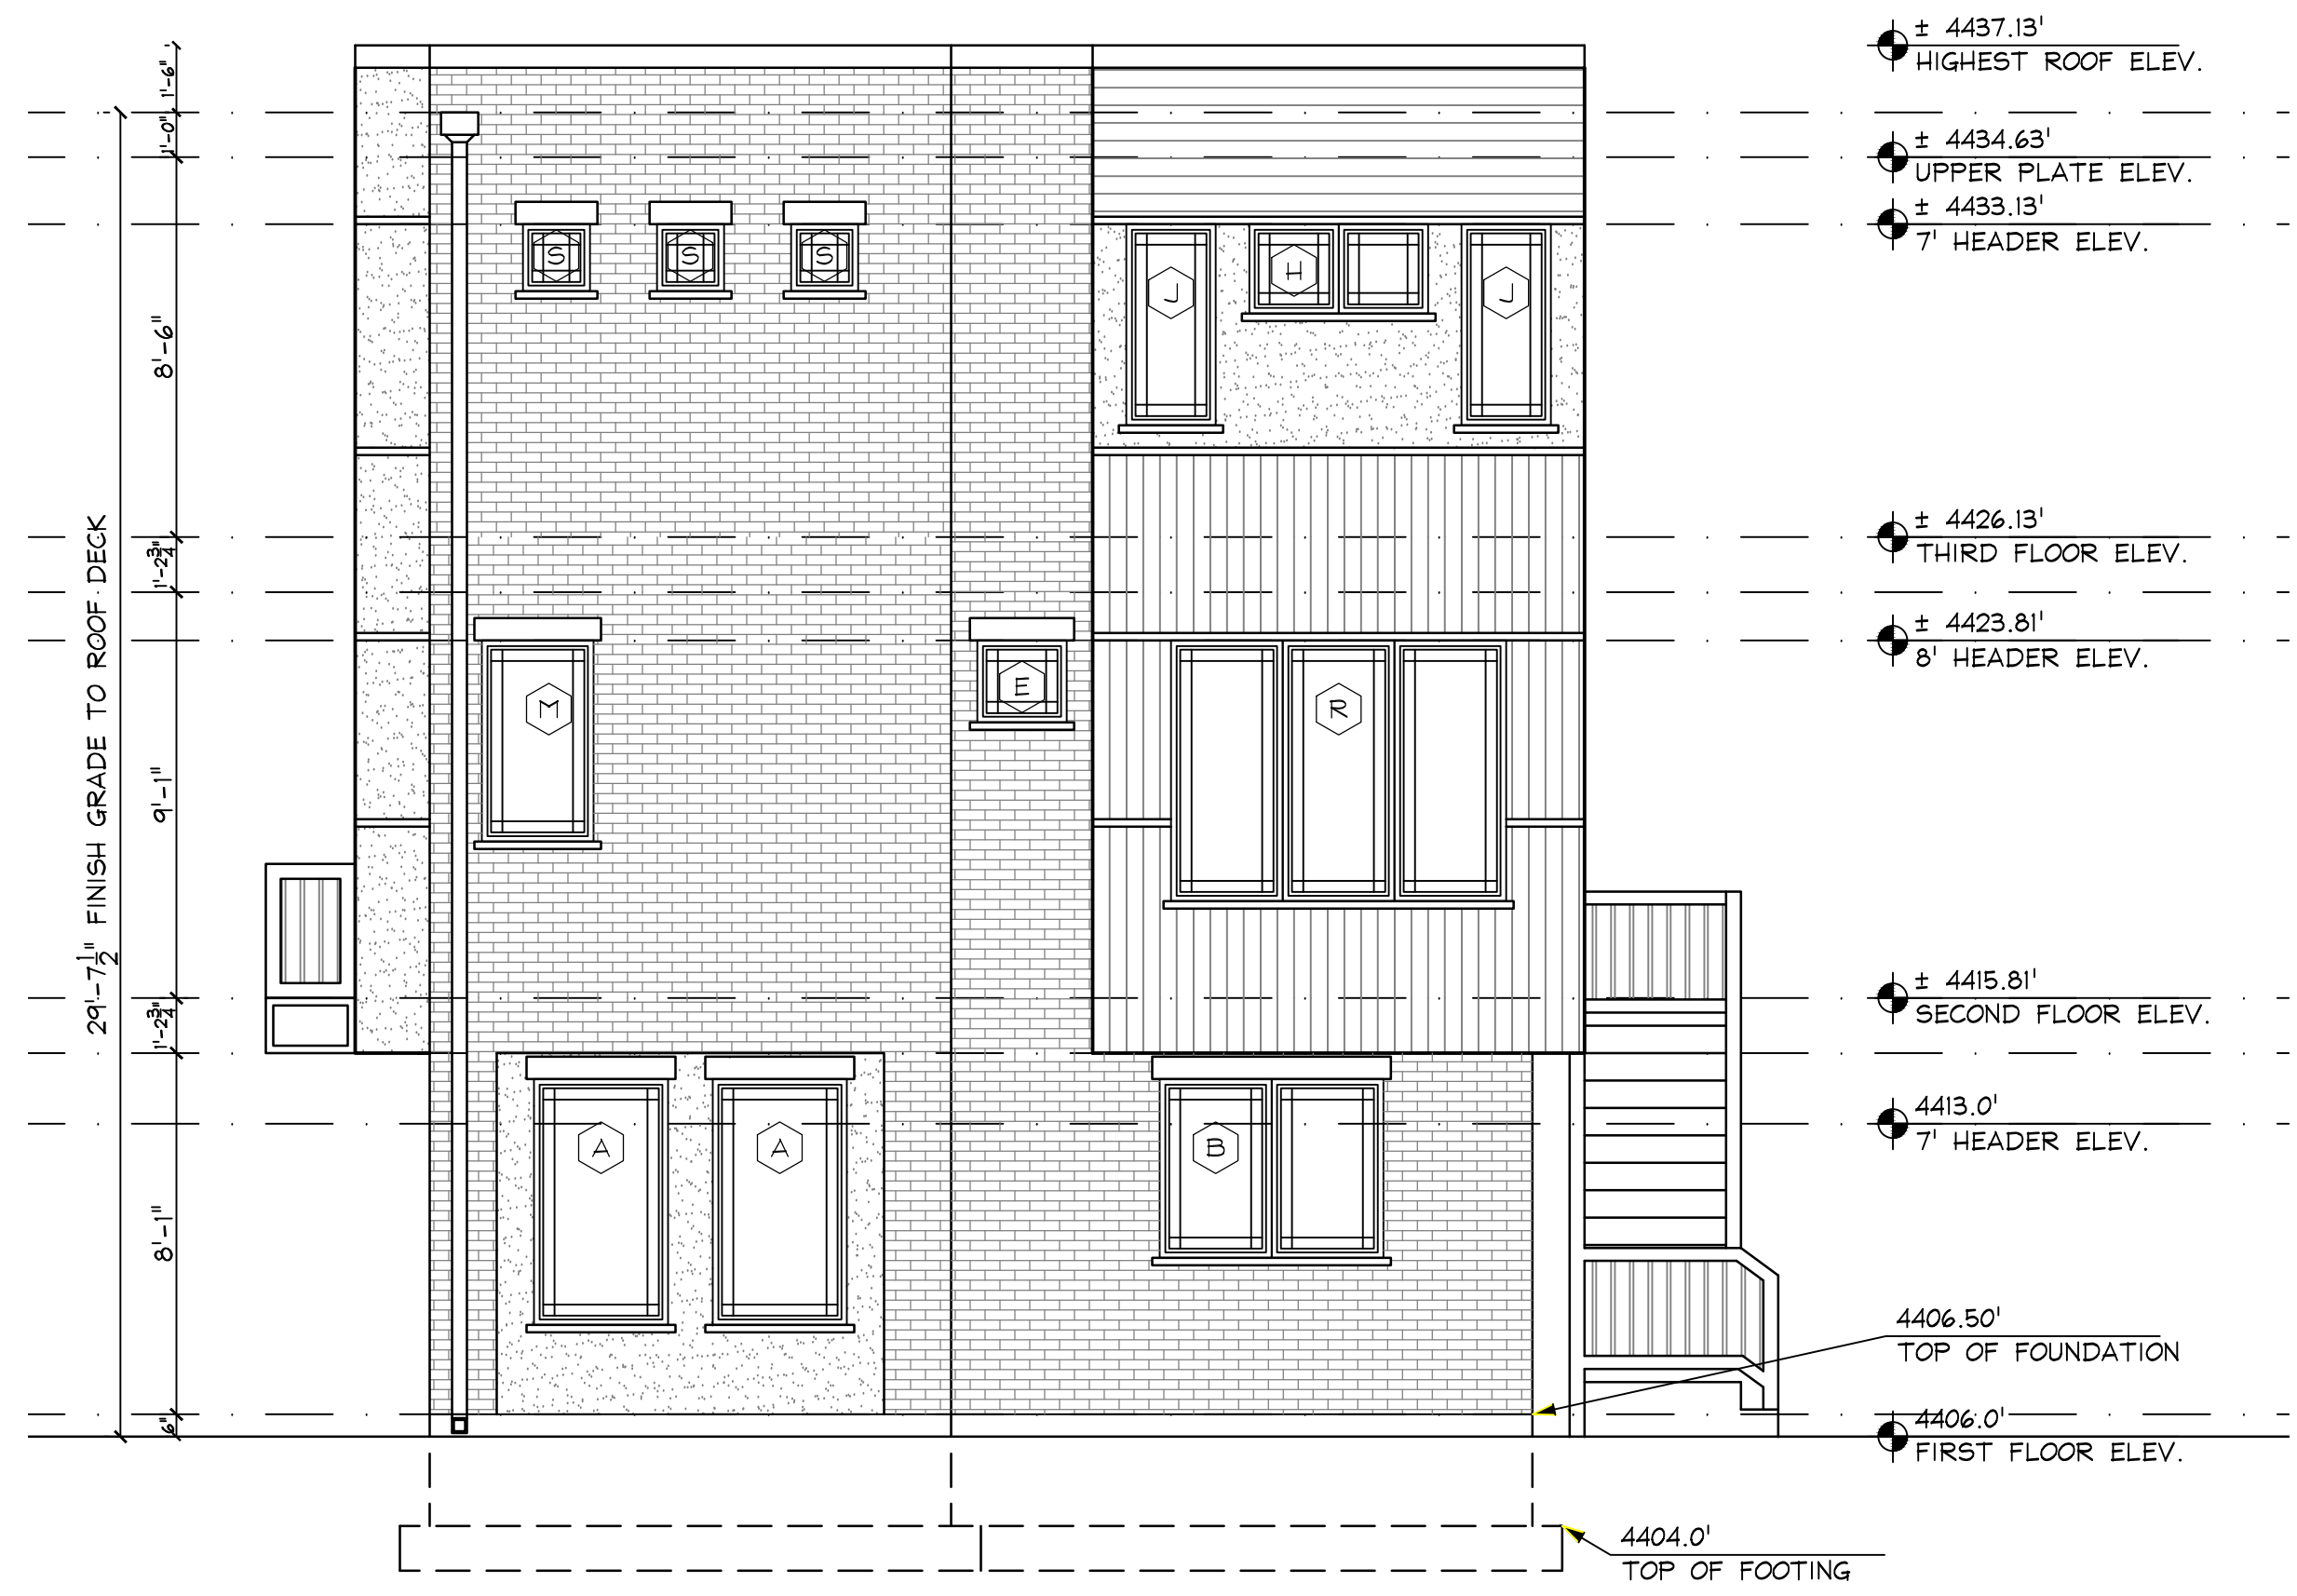 ± 4437.13'
HIGHEST ROOF ELEV.
1'-6"
1'-0"
± 4434.63'
UPPER PLATE ELEV.
± 4433.13'
7' HEADER ELEV.
S
S
S
J
H
J
8'-6"
± 4426.13'
THIRD FLOOR ELEV.
1'-2 3/4"
± 4423.81'
8' HEADER ELEV.
M
E
R
9'-1"
29'-7 1/2" FINISH GRADE TO ROOF DECK
± 4415.81'
SECOND FLOOR ELEV.
1'-2 3/4"
4413.0'
7' HEADER ELEV.
A
A
B
8'-1"
4406.50'
TOP OF FOUNDATION
6"
4406.0'
FIRST FLOOR ELEV.
4404.0'
TOP OF FOOTING